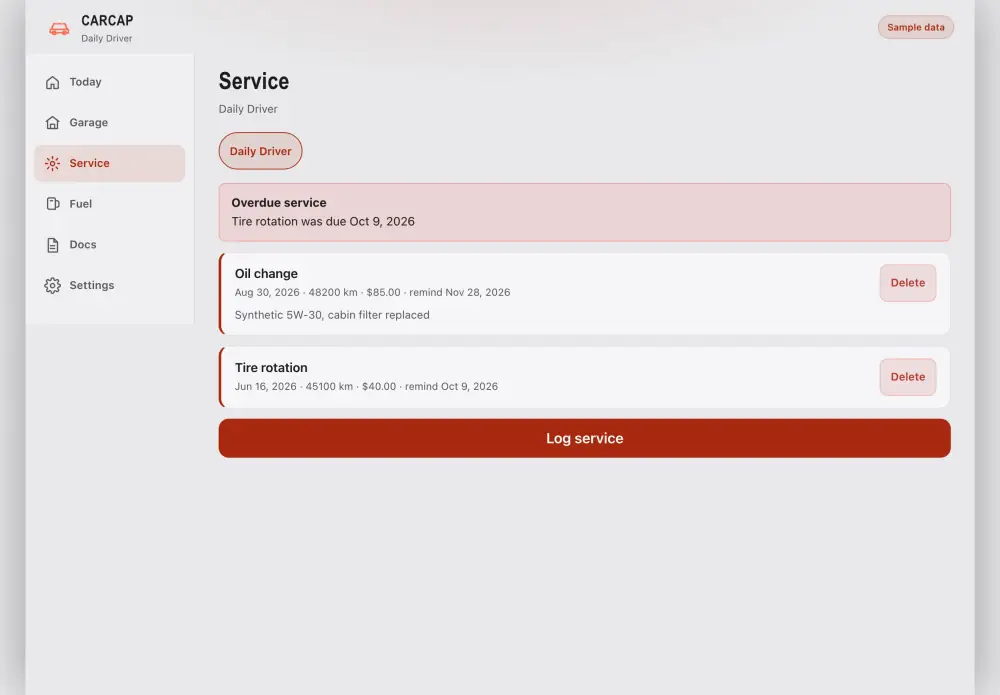 CARCAP
Daily Driver
Sample data
Today
Garage
Service
Fuel
Docs
Settings
Service
Daily Driver
Daily Driver
Overdue service
Tire rotation was due Oct 9, 2026
Oil change
Aug 30, 2026 · 48200 km · $85.00 · remind Nov 28, 2026
Synthetic 5W-30, cabin filter replaced
Delete
Tire rotation
Jun 16, 2026 · 45100 km · $40.00 · remind Oct 9, 2026
Delete
Log service